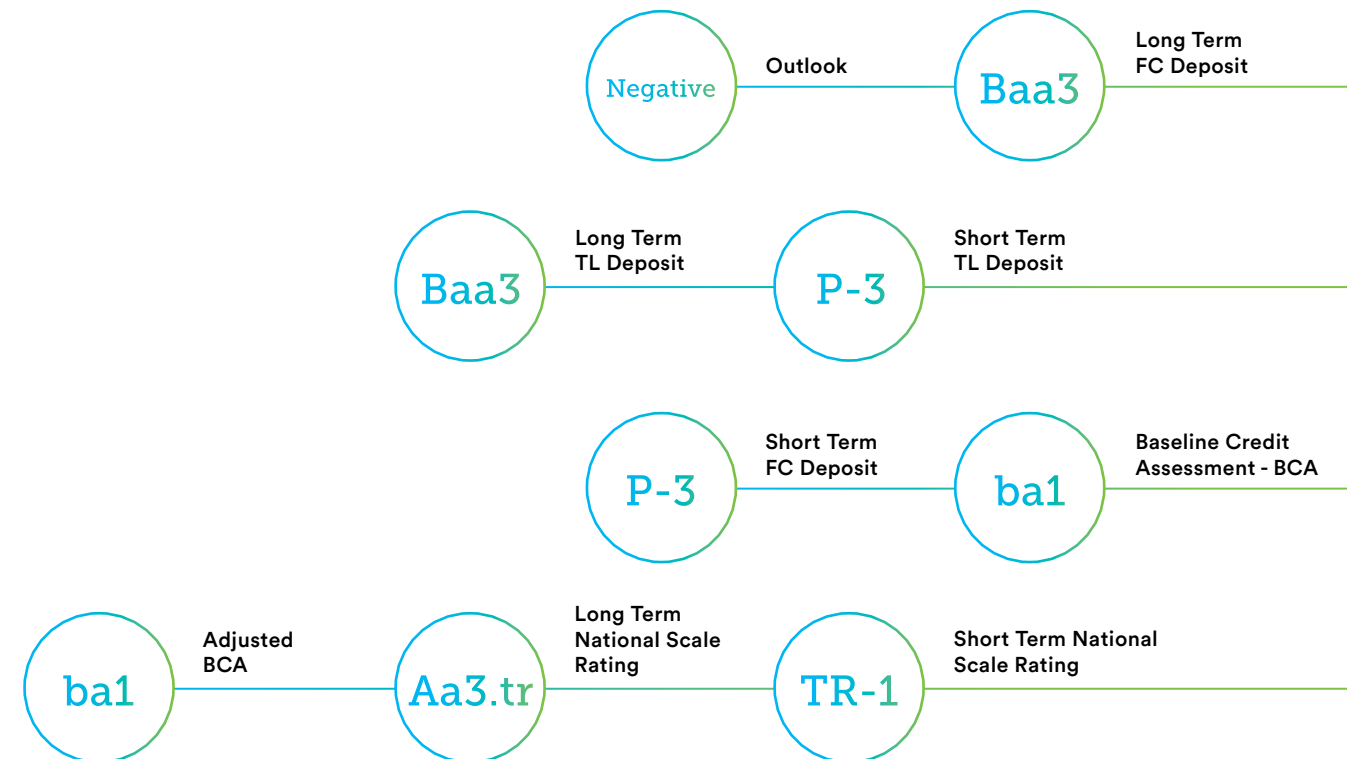 Negative
Outlook
Baa3
Long Term
FC Deposit
Baa3
Long Term
TL Deposit
P-3
Short Term
TL Deposit
P-3
Short Term
FC Deposit
ba1
Baseline Credit
Assessment - BCA
ba1
Adjusted
BCA
Aa3.tr
Long Term
National Scale
Rating
TR-1
Short Term National
Scale Rating